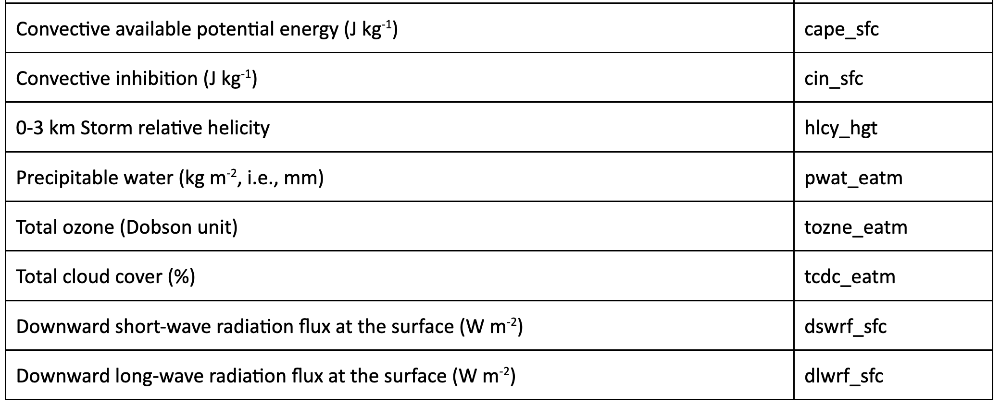 Convective available potential energy (J kg⁻¹) cape_sfc
Convective inhibition (J kg⁻¹) cin_sfc
0-3 km Storm relative helicity hlcy_hgt
Precipitable water (kg m⁻², i.e., mm) pwat_eatm
Total ozone (Dobson unit) tozne_eatm
Total cloud cover (%) tcdc_eatm
Downward short-wave radiation flux at the surface (W m⁻²) dswrf_sfc
Downward long-wave radiation flux at the surface (W m⁻²) dlwrf_sfc